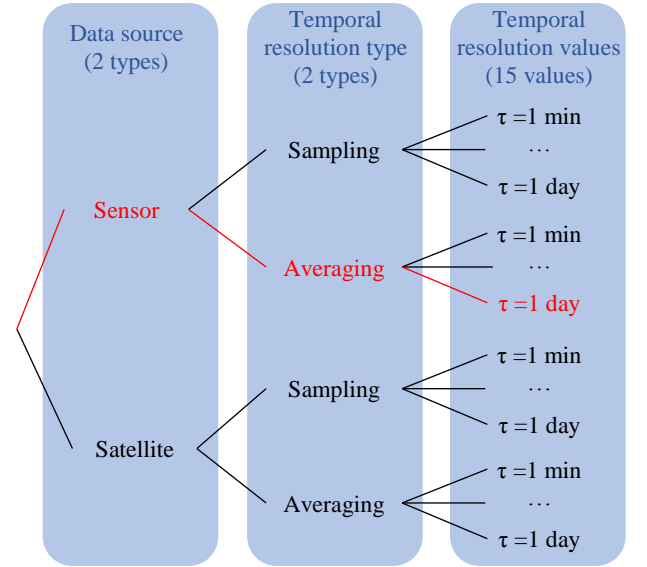 Data source
(2 types)
Temporal
resolution type
(2 types)
Temporal
resolution values
(15 values)
Sensor
Satellite
Sampling
Averaging
Sampling
Averaging
τ =1 min
…
τ =1 day
τ =1 min
…
τ =1 day
τ =1 min
…
τ =1 day
τ =1 min
…
τ =1 day